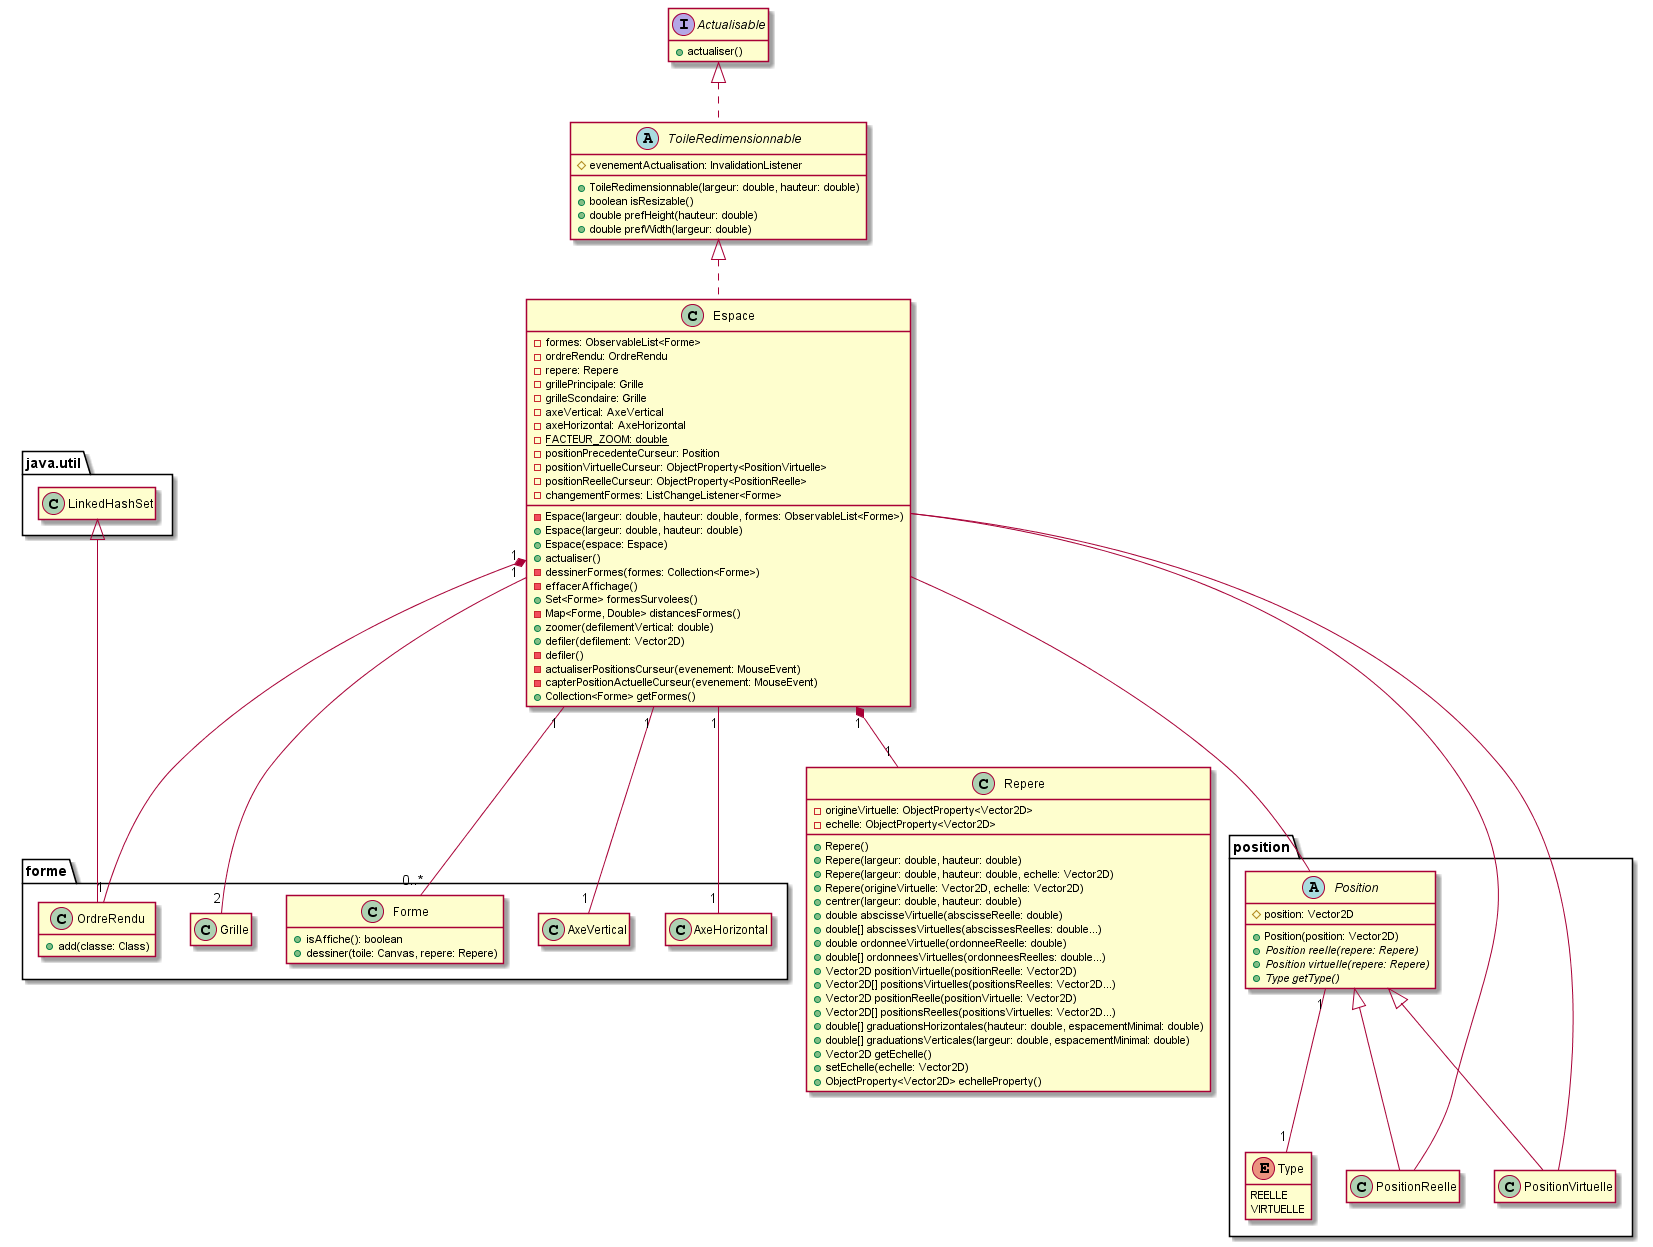 I Actualisable
actualiser()
A ToileRedimensionnable
evenementActualisation: InvalidationListener
ToileRedimensionnable(largeur: double, hauteur: double)
boolean isResizable()
double prefHeight(hauteur: double)
double prefWidth(largeur: double)
C Espace
formes: ObservableList<Forme>
ordreRendu: OrdreRendu
repere: Repere
grillePrincipale: Grille
grilleScondaire: Grille
axeVertical: AxeVertical
axeHorizontal: AxeHorizontal
FACTEUR_ZOOM: double
positionPrecedenteCurseur: Position
positionVirtuelleCurseur: ObjectProperty<PositionVirtuelle>
positionReelleCurseur: ObjectProperty<PositionReelle>
changementFormes: ListChangeListener<Forme>
Espace(largeur: double, hauteur: double, formes: ObservableList<Forme>)
Espace(largeur: double, hauteur: double)
Espace(espace: Espace)
actualiser()
dessinerFormes(formes: Collection<Forme>)
effacerAffichage()
Set<Forme> formesSurvolees()
Map<Forme, Double> distancesFormes()
zoomer(defilementVertical: double)
defiler(defilement: Vector2D)
defiler()
actualiserPositionsCurseur(evenement: MouseEvent)
capterPositionActuelleCurseur(evenement: MouseEvent)
Collection<Forme> getFormes()
java.util
C LinkedHashSet
1
1
1
1
1
1
1
C Repere
origineVirtuelle: ObjectProperty<Vector2D>
echelle: ObjectProperty<Vector2D>
Repere()
Repere(largeur: double, hauteur: double)
Repere(largeur: double, hauteur: double, echelle: Vector2D)
Repere(origineVirtuelle: Vector2D, echelle: Vector2D)
centrer(largeur: double, hauteur: double)
double abscisseVirtuelle(abscisseReelle: double)
double[] abscissesVirtuelles(abscissesReelles: double...)
double ordonneeVirtuelle(ordonneeReelle: double)
double[] ordonneesVirtuelles(ordonneesReelles: double...)
Vector2D positionVirtuelle(positionReelle: Vector2D)
Vector2D[] positionsVirtuelles(positionsReelles: Vector2D...)
Vector2D positionReelle(positionVirtuelle: Vector2D)
Vector2D[] positionsReelles(positionsVirtuelles: Vector2D...)
double[] graduationsHorizontales(hauteur: double, espacementMinimal: double)
double[] graduationsVerticales(largeur: double, espacementMinimal: double)
Vector2D getEchelle()
setEchelle(echelle: Vector2D)
ObjectProperty<Vector2D> echelleProperty()
forme
1
2
0..*
1
1
C OrdreRendu
add(classe: Class)
C Grille
C Forme
isAffiche(): boolean
dessiner(toile: Canvas, repere: Repere)
C AxeVertical
C AxeHorizontal
position
A Position
position: Vector2D
Position(position: Vector2D)
Position reelle(repere: Repere)
Position virtuelle(repere: Repere)
Type getType()
1
1
E Type
REELLE
VIRTUELLE
C PositionReelle
C PositionVirtuelle